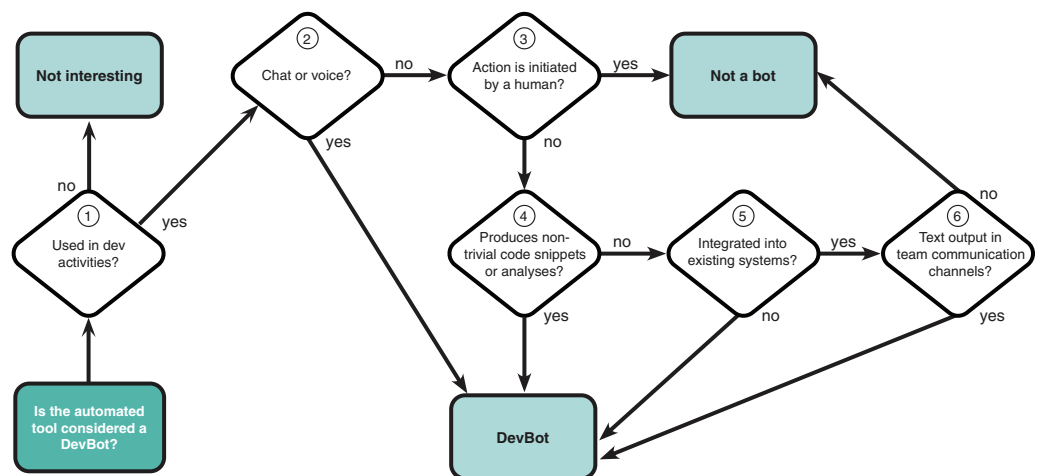 Not interesting
2
Chat or voice?
no
3
Action is initiated
by a human?
yes
Not a bot
yes
no
no
no
1
Used in dev
activities?
yes
4
Produces non-
trivial code snippets
or analyses?
no
5
Integrated into
existing systems?
yes
6
Text output in
team communication
channels?
yes
no
yes
Is the automated
tool considered a
DevBot?
DevBot